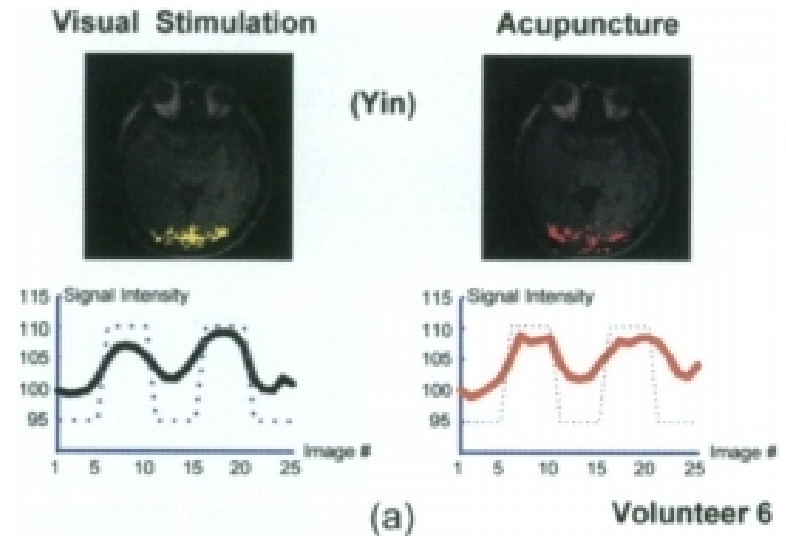 Visual Stimulation
Acupuncture
(Yin)
115
Signal Intensity
110
105
100
95
Image #
1 5 10 15 20 25
115
Signal Intensity
110
105
100
95
Image #
1 5 10 15 20 25
(a)
Volunteer 6